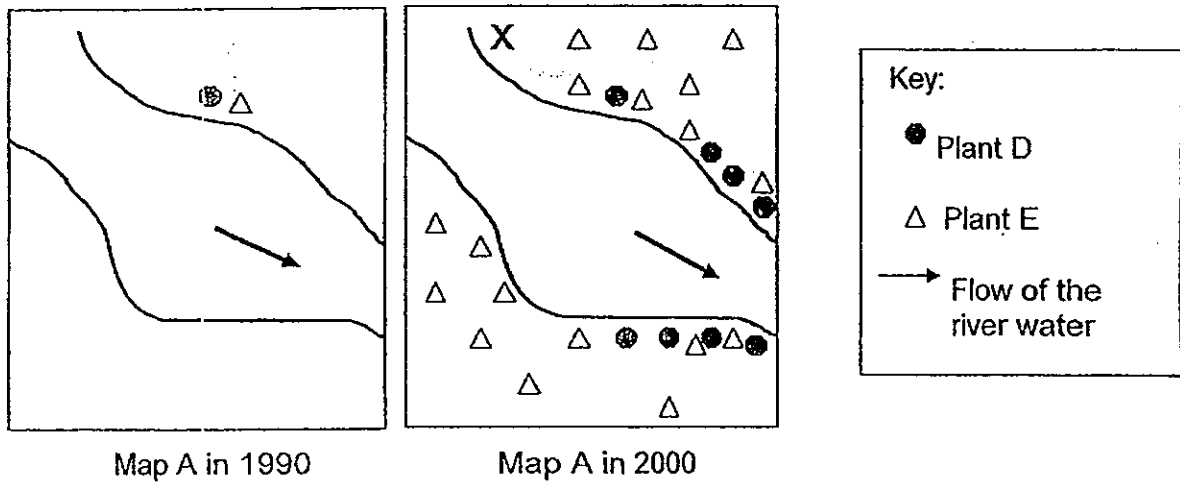 X
Key:
Plant D
Plant E
Flow of the
river water
Map A in 1990
Map A in 2000